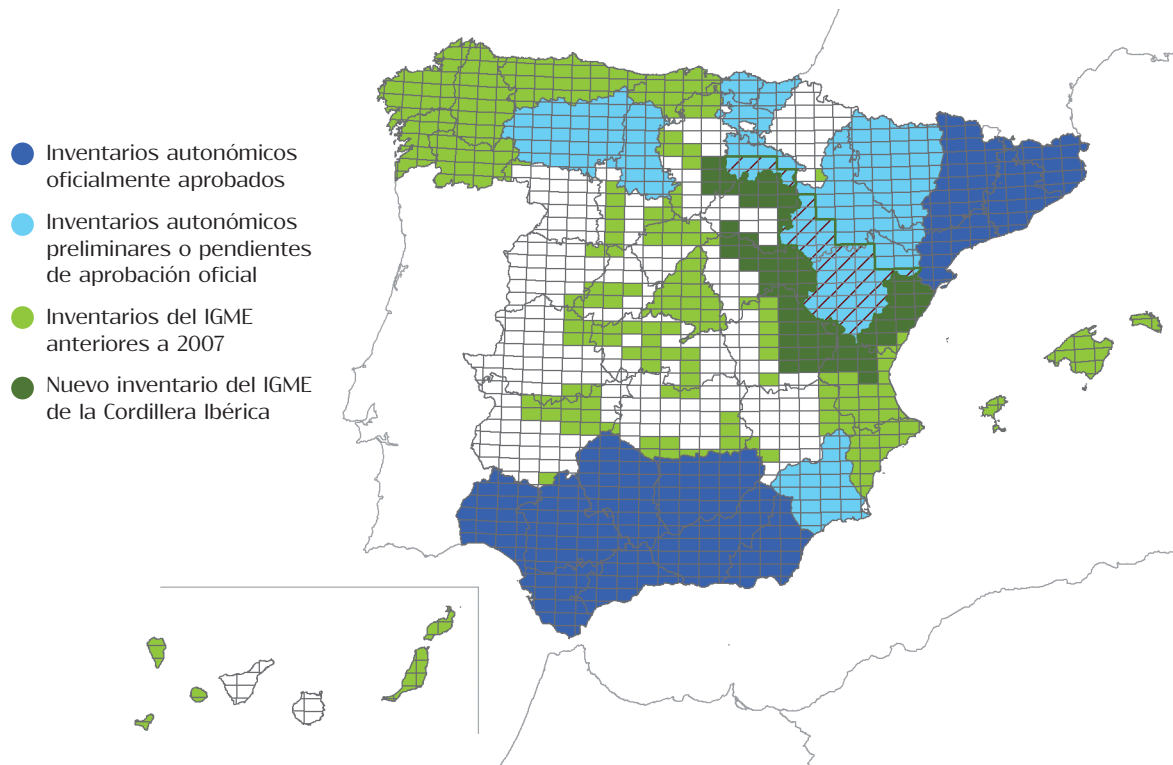 Inventarios autonómicos
oficialmente aprobados
Inventarios autonómicos
preliminares o pendientes
de aprobación oficial
Inventarios del IGME
anteriores a 2007
Nuevo inventario del IGME
de la Cordillera Ibérica